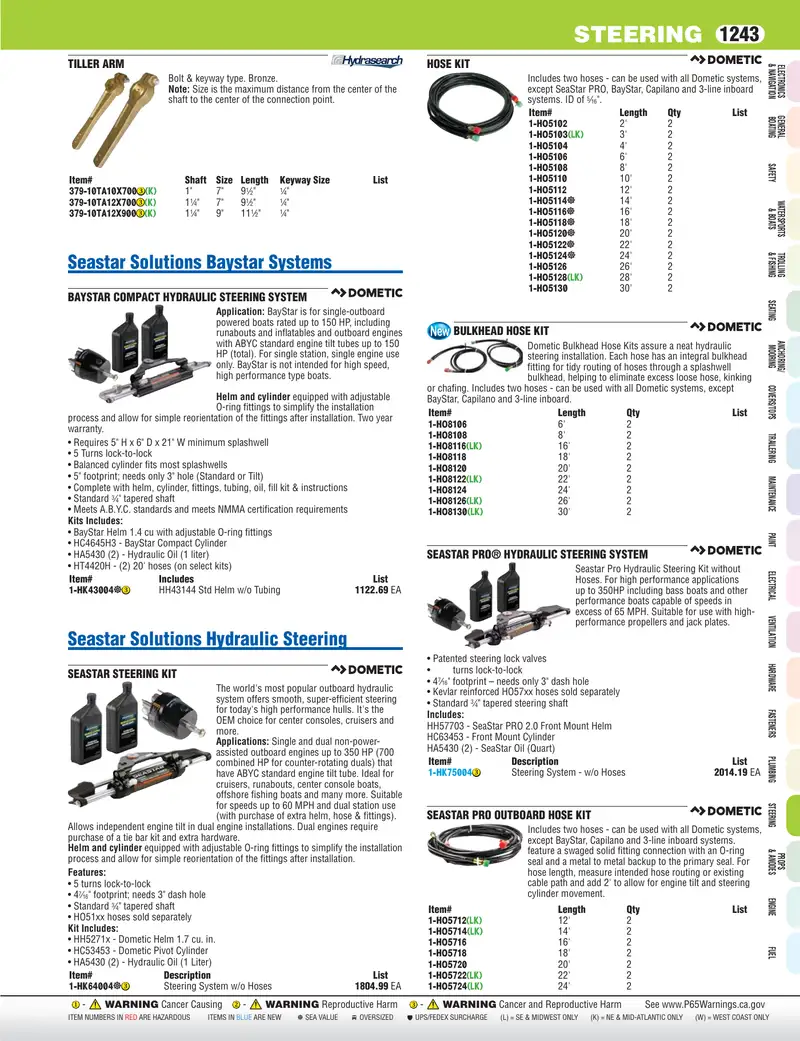 STEERING 1243
TILLER ARM
Hydrasearch
Bolt & keyway type. Bronze.
Note: Size is the maximum distance from the center of the
shaft to the center of the connection point.
Item# Shaft Size Length Keyway Size List
379-10TA10X700 3 (K) 1" 7" 9½" ¼"
379-10TA12X700 3 (K) 1¼" 7" 9½" ¼"
379-10TA12X900 3 (K) 1¼" 9" 11½" ¼"
Seastar Solutions Baystar Systems
BAYSTAR COMPACT HYDRAULIC STEERING SYSTEM
DOMETIC
Application: BayStar is for single-outboard
powered boats rated up to 150 HP, including
runabouts and inflatables and outboard engines
with ABYC standard engine tilt tubes up to 150
HP (total). For single station, single engine use
only. BayStar is not intended for high speed,
high performance type boats.
Helm and cylinder equipped with adjustable
O-ring fittings to simplify the installation
process and allow for simple reorientation of the fittings after installation. Two year
warranty.
• Requires 5" H x 6" D x 21" W minimum splashwell
• 5 Turns lock-to-lock
• Balanced cylinder fits most splashwells
• 5" footprint; needs only 3" hole (Standard or Tilt)
• Complete with helm, cylinder, fittings, tubing, oil, fill kit & instructions
• Standard ¾" tapered shaft
• Meets A.B.Y.C. standards and meets NMMA certification requirements
Kits Includes:
• BayStar Helm 1.4 cu with adjustable O-ring fittings
• HC4645H3 - BayStar Compact Cylinder
• HA5430 (2) - Hydraulic Oil (1 liter)
• HT4420H - (2) 20' hoses (on select kits)
Item# Includes List
1-HK43004 3 HH43144 Std Helm w/o Tubing 1122.69 EA
Seastar Solutions Hydraulic Steering
SEASTAR STEERING KIT
DOMETIC
The world's most popular outboard hydraulic
system offers smooth, super-efficient steering
for today's high performance hulls. It's the
OEM choice for center consoles, cruisers and
more.
Applications: Single and dual non-power-
assisted outboard engines up to 350 HP (700
combined HP for counter-rotating duals) that
have ABYC standard engine tilt tube. Ideal for
cruisers, runabouts, center console boats,
offshore fishing boats and many more. Suitable
for speeds up to 60 MPH and dual station use
(with purchase of extra helm, hose & fittings).
Allows independent engine tilt in dual engine installations. Dual engines require
purchase of a tie bar kit and extra hardware.
Helm and cylinder equipped with adjustable O-ring fittings to simplify the installation
process and allow for simple reorientation of the fittings after installation.
Features:
• 5 turns lock-to-lock
• 4⁷⁄₁₆" footprint; needs 3" dash hole
• Standard ¾" tapered shaft
• HO51xx hoses sold separately
Kit Includes:
• HH5271x - Dometic Helm 1.7 cu. in.
• HC53453 - Dometic Pivot Cylinder
• HA5430 (2) - Hydraulic Oil (1 Liter)
Item# Description List
1-HK64004 3 Steering System w/o Hoses 1804.99 EA
HOSE KIT
DOMETIC
Includes two hoses - can be used with all Dometic systems,
except SeaStar PRO, BayStar, Capilano and 3-line inboard
systems. ID of ⁵⁄₁₆".
Item# Length Qty List
1-HO5102 2' 2
1-HO5103(LK) 3' 2
1-HO5104 4' 2
1-HO5106 6' 2
1-HO5108 8' 2
1-HO5110 10' 2
1-HO5112 12' 2
1-HO5114 14' 2
1-HO5116 16' 2
1-HO5118 18' 2
1-HO5120 20' 2
1-HO5122 22' 2
1-HO5124 24' 2
1-HO5126 26' 2
1-HO5128(LK) 28' 2
1-HO5130 30' 2
New BULKHEAD HOSE KIT
DOMETIC
Dometic Bulkhead Hose Kits assure a neat hydraulic
steering installation. Each hose has an integral bulkhead
fitting for tidy routing of hoses through a splashwell
bulkhead, helping to eliminate excess loose hose, kinking
or chafing. Includes two hoses - can be used with all Dometic systems, except
BayStar, Capilano and 3-line inboard.
Item# Length Qty List
1-HO8106 6' 2
1-HO8108 8' 2
1-HO8116(LK) 16' 2
1-HO8118 18' 2
1-HO8120 20' 2
1-HO8122(LK) 22' 2
1-HO8124 24' 2
1-HO8126(LK) 26' 2
1-HO8130(LK) 30' 2
SEASTAR PRO® HYDRAULIC STEERING SYSTEM
DOMETIC
Seastar Pro Hydraulic Steering Kit without
Hoses. For high performance applications
up to 350HP including bass boats and other
performance boats capable of speeds in
excess of 65 MPH. Suitable for use with high-
performance propellers and jack plates.
• Patented steering lock valves
• turns lock-to-lock
• 4⁷⁄₁₆" footprint – needs only 3" dash hole
• Kevlar reinforced HO57xx hoses sold separately
• Standard ¾" tapered steering shaft
Includes:
HH57703 - SeaStar PRO 2.0 Front Mount Helm
HC63453 - Front Mount Cylinder
HA5430 (2) - SeaStar Oil (Quart)
Item# Description List
1-HK75004 3 Steering System - w/o Hoses 2014.19 EA
SEASTAR PRO OUTBOARD HOSE KIT
DOMETIC
Includes two hoses - can be used with all Dometic systems,
except BayStar, Capilano and 3-line inboard systems.
feature a swaged solid fitting connection with an O-ring
seal and a metal to metal backup to the primary seal. For
hose length, measure intended hose routing or existing
cable path and add 2' to allow for engine tilt and steering
cylinder movement.
Item# Length Qty List
1-HO5712(LK) 12' 2
1-HO5714(LK) 14' 2
1-HO5716 16' 2
1-HO5718 18' 2
1-HO5720 20' 2
1-HO5722(LK) 22' 2
1-HO5724(LK) 24' 2
ELECTRONICS & NAVIGATION
GENERAL BOATING
SAFETY
WATERSPORTS & BOATS
TROLLING & FISHING
SEATING
ANCHORING/ MOORING
COVERS/TOPS
TRAILERING
MAINTENANCE
PAINT
ELECTRICAL
VENTILATION
HARDWARE
FASTENERS
PLUMBING
STEERING
PROPS & ANODES
ENGINE
FUEL
1 - WARNING Cancer Causing 2 - WARNING Reproductive Harm 3 - WARNING Cancer and Reproductive Harm See www.P65Warnings.ca.gov
ITEM NUMBERS IN RED ARE HAZARDOUS ITEMS IN BLUE ARE NEW SEA VALUE OVERSIZED UPS/FEDEX SURCHARGE (L) = SE & MIDWEST ONLY (K) = NE & MID-ATLANTIC ONLY (W) = WEST COAST ONLY